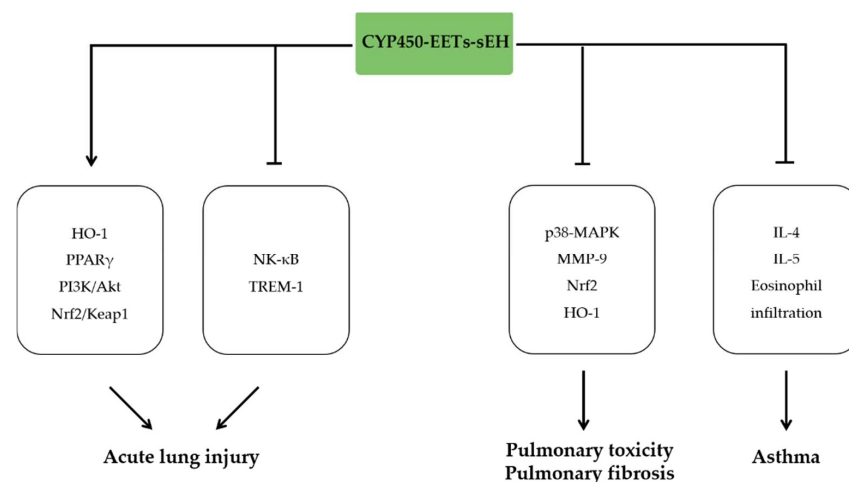 CYP450-EETs-sEH
HO-1
PPARγ
PI3K/Akt
Nrf2/Keap1
NK-κB
TREM-1
p38-MAPK
MMP-9
Nrf2
HO-1
IL-4
IL-5
Eosinophil
infiltration
Acute lung injury
Pulmonary toxicity
Pulmonary fibrosis
Asthma